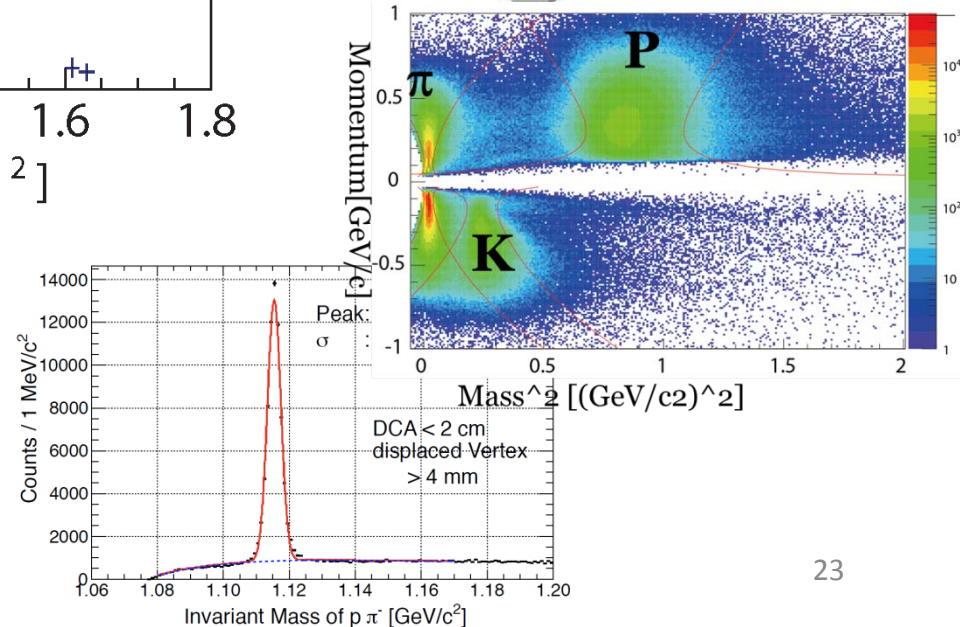 1.6 1.8
2 ]
Momentum[GeV/c]
1
0.5
0
-0.5
-1
π
P
K
0 0.5 1 1.5 2
Mass^2 [(GeV/c2)^2]
10⁴
10³
10²
10
1
Counts / 1 MeV/c²
14000
12000
10000
8000
6000
4000
2000
0
Peak:
σ :
DCA < 2 cm
displaced Vertex
> 4 mm
1.06 1.08 1.10 1.12 1.14 1.16 1.18 1.20
Invariant Mass of p π⁻ [GeV/c²]
23